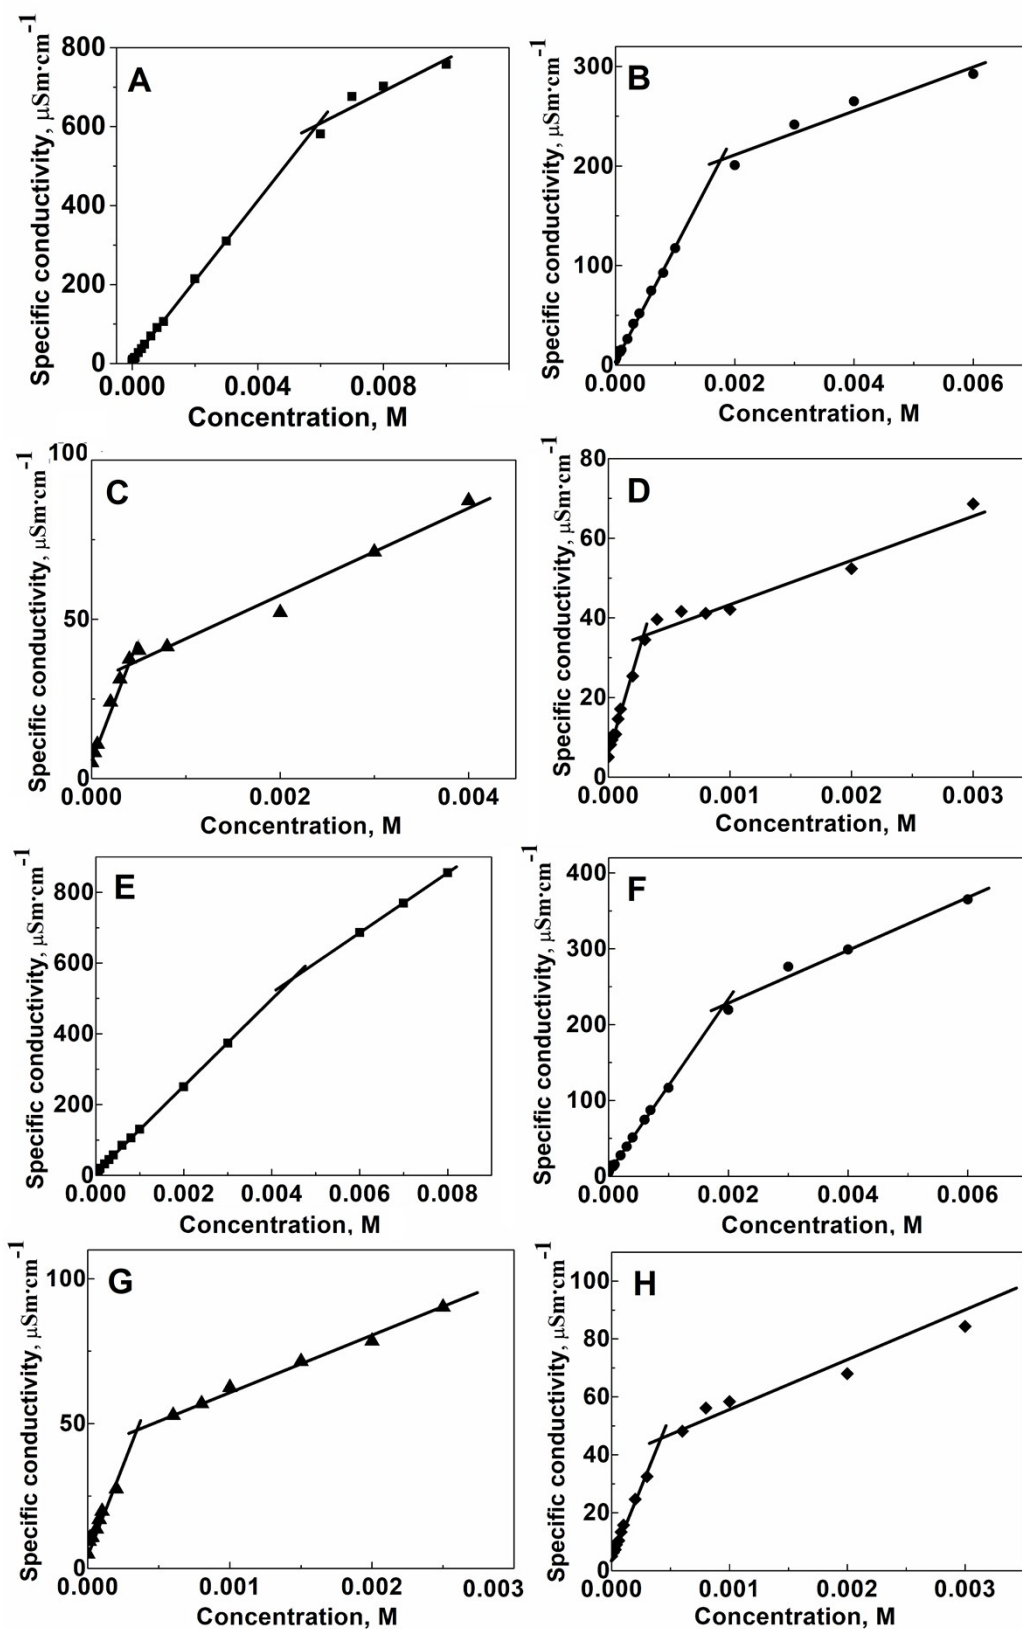 A
Specific conductivity, μSm·cm-1
800
600
400
200
0
0.000 0.004 0.008
Concentration, M
B
Specific conductivity, μSm·cm-1
300
200
100
0
0.000 0.002 0.004 0.006
Concentration, M
C
Specific conductivity, μSm·cm-1
100
50
0
0.000 0.002 0.004
Concentration, M
D
Specific conductivity, μSm·cm-1
80
60
40
20
0
0.000 0.001 0.002 0.003
Concentration, M
E
Specific conductivity, μSm·cm-1
800
600
400
200
0
0.000 0.002 0.004 0.006 0.008
Concentration, M
F
Specific conductivity, μSm·cm-1
400
300
200
100
0
0.000 0.002 0.004 0.006
Concentration, M
G
Specific conductivity, μSm·cm-1
100
50
0
0.000 0.001 0.002 0.003
Concentration, M
H
Specific conductivity, μSm·cm-1
100
80
60
40
20
0
0.000 0.001 0.002 0.003
Concentration, M